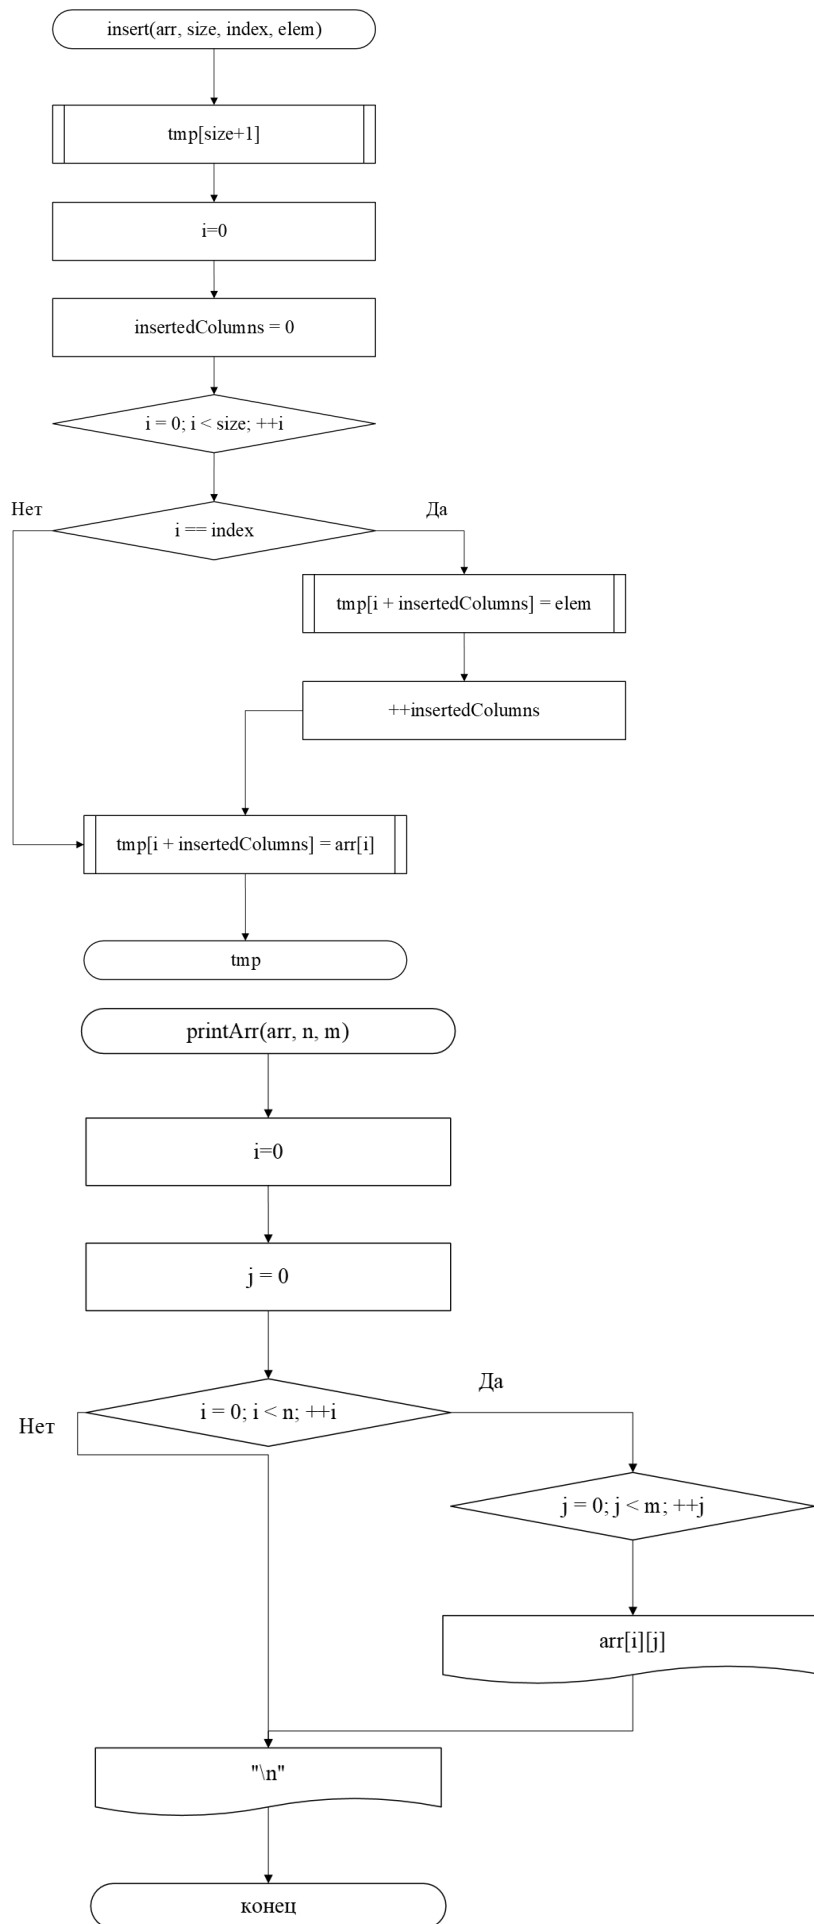 insert(arr, size, index, elem)
tmp[size+1]
i=0
insertedColumns = 0
i = 0; i < size; ++i
Нет
Да
i == index
tmp[i + insertedColumns] = elem
++insertedColumns
tmp[i + insertedColumns] = arr[i]
tmp
printArr(arr, n, m)
i=0
j = 0
Да
i = 0; i < n; ++i
Нет
j = 0; j < m; ++j
arr[i][j]
"\n"
конец